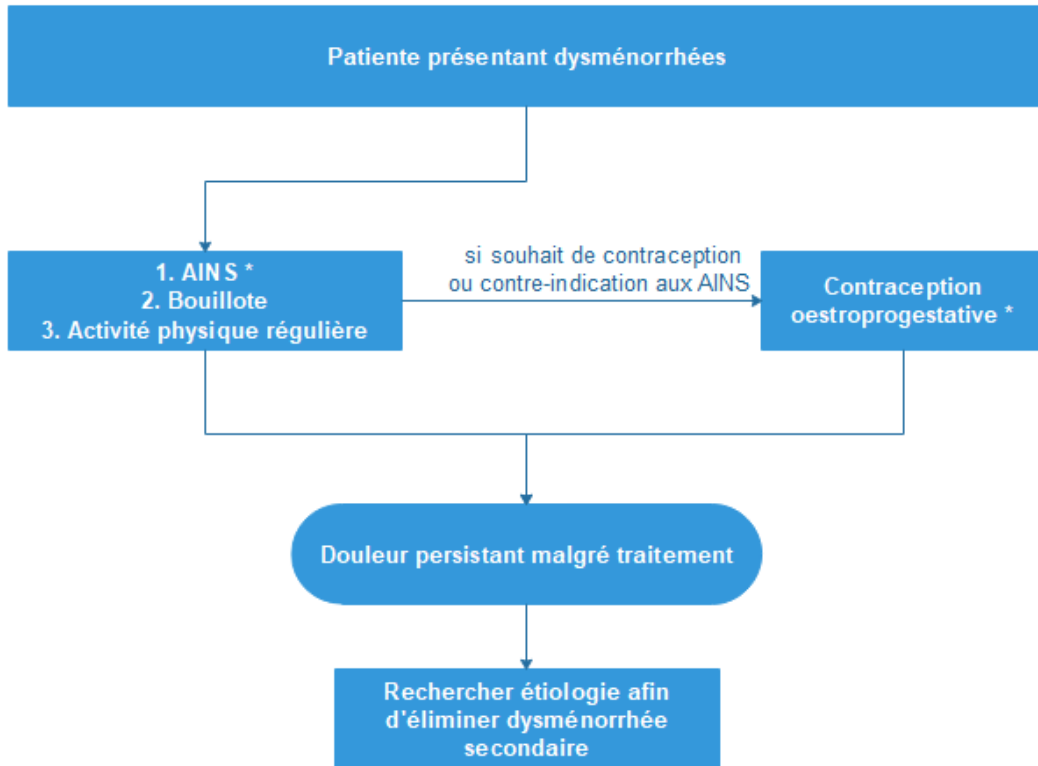 Patiente présentant dysménorrhées
1. AINS *
2. Bouillote
3. Activité physique régulière
si souhait de contraception
ou contre-indication aux AINS
Contraception
oestroprogestative *
Douleur persistant malgré traitement
Rechercher étiologie afin
d'éliminer dysménorrhée
secondaire